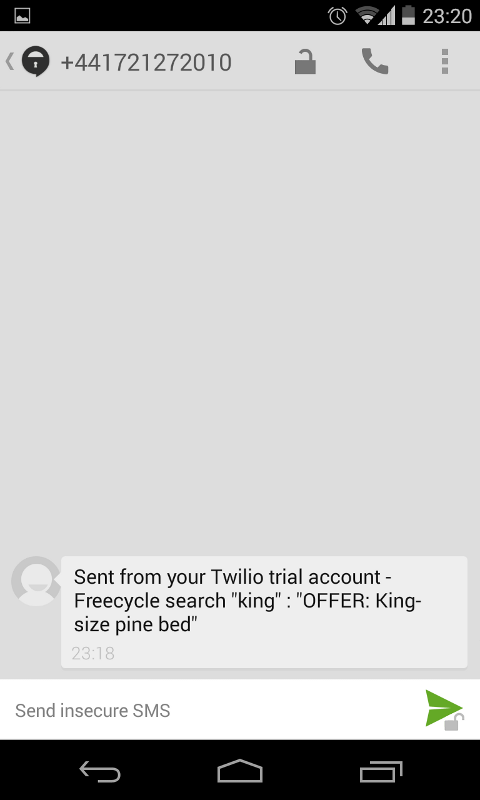 23:20
+441721272010
Sent from your Twilio trial account -
Freecycle search "king" : "OFFER: King-
size pine bed"
23:18
Send insecure SMS